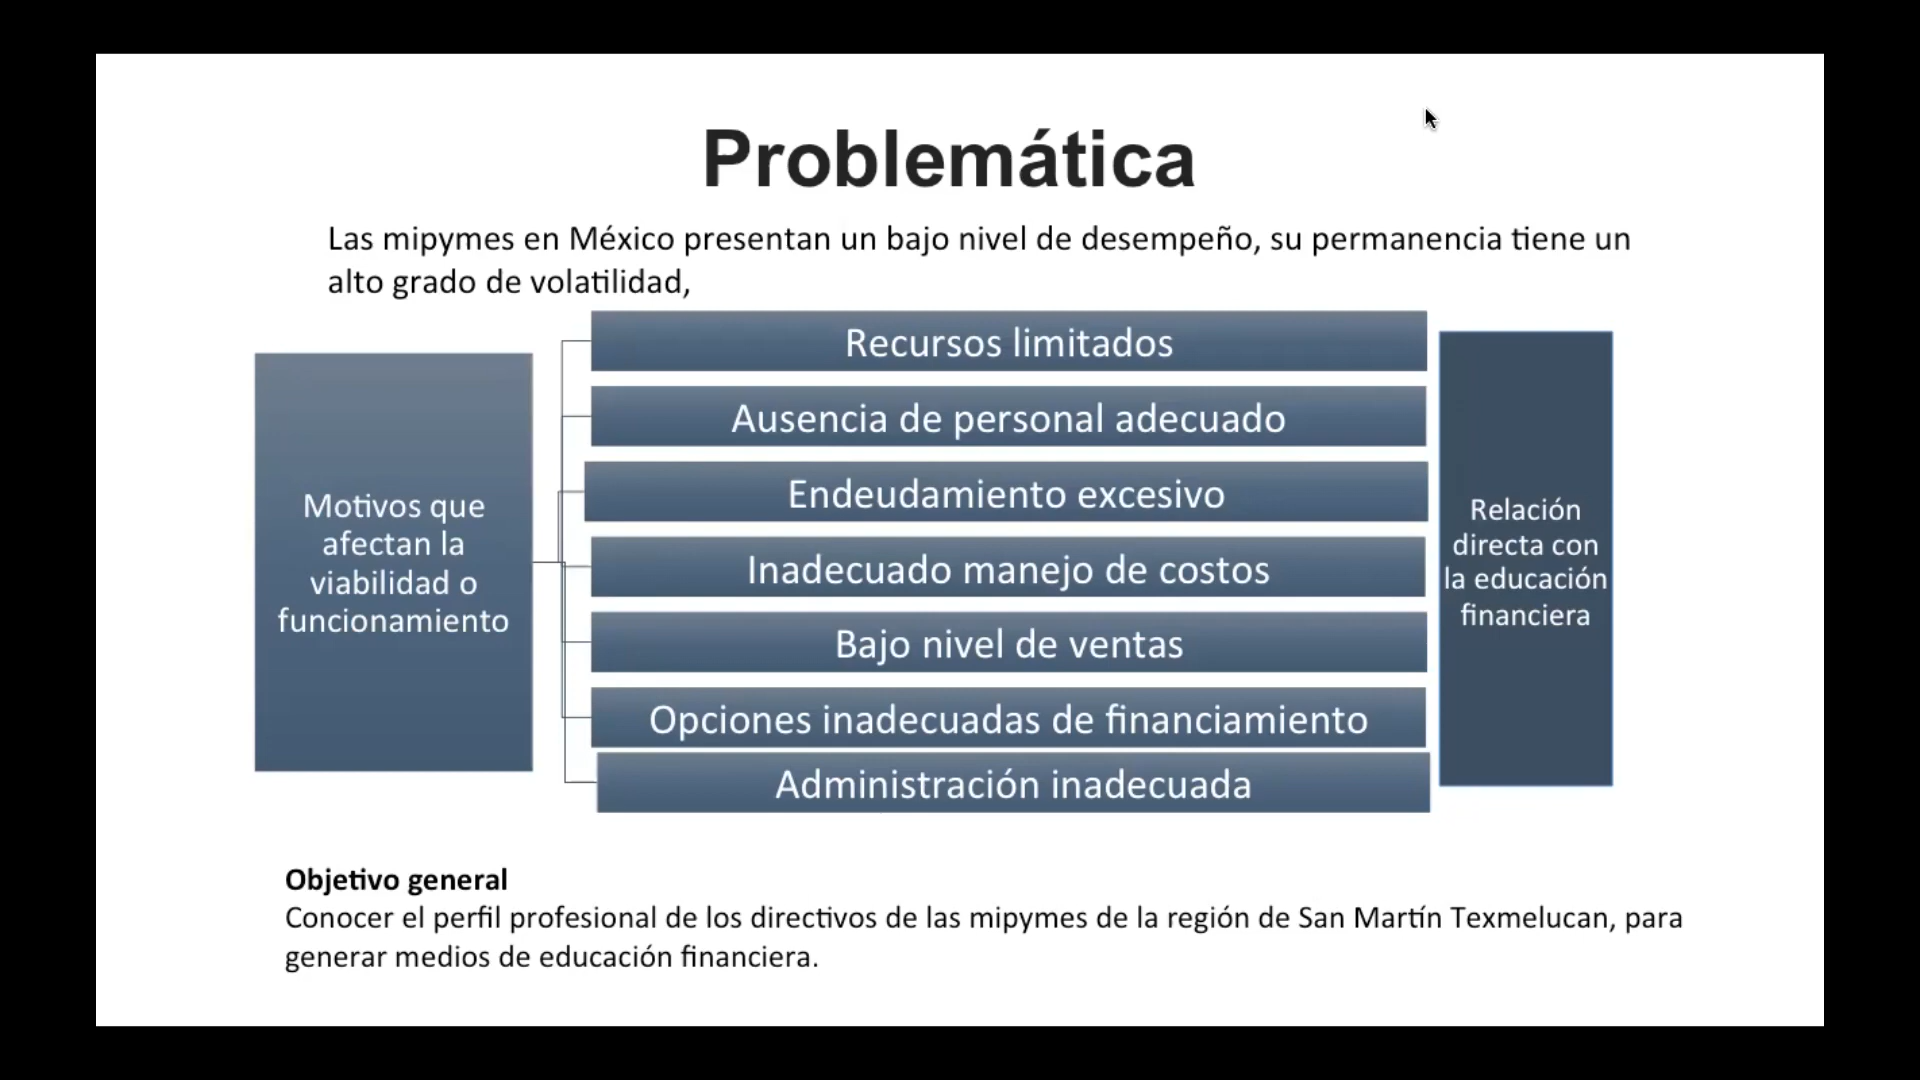 Problemática
Las mipymes en México presentan un bajo nivel de desempeño, su permanencia tiene un
alto grado de volatilidad,
Motivos que
afectan la
viabilidad o
funcionamiento
Recursos limitados
Ausencia de personal adecuado
Endeudamiento excesivo
Inadecuado manejo de costos
Bajo nivel de ventas
Opciones inadecuadas de financiamiento
Administración inadecuada
Relación
directa con
la educación
financiera
Objetivo general
Conocer el perfil profesional de los directivos de las mipymes de la región de San Martín Texmelucan, para
generar medios de educación financiera.